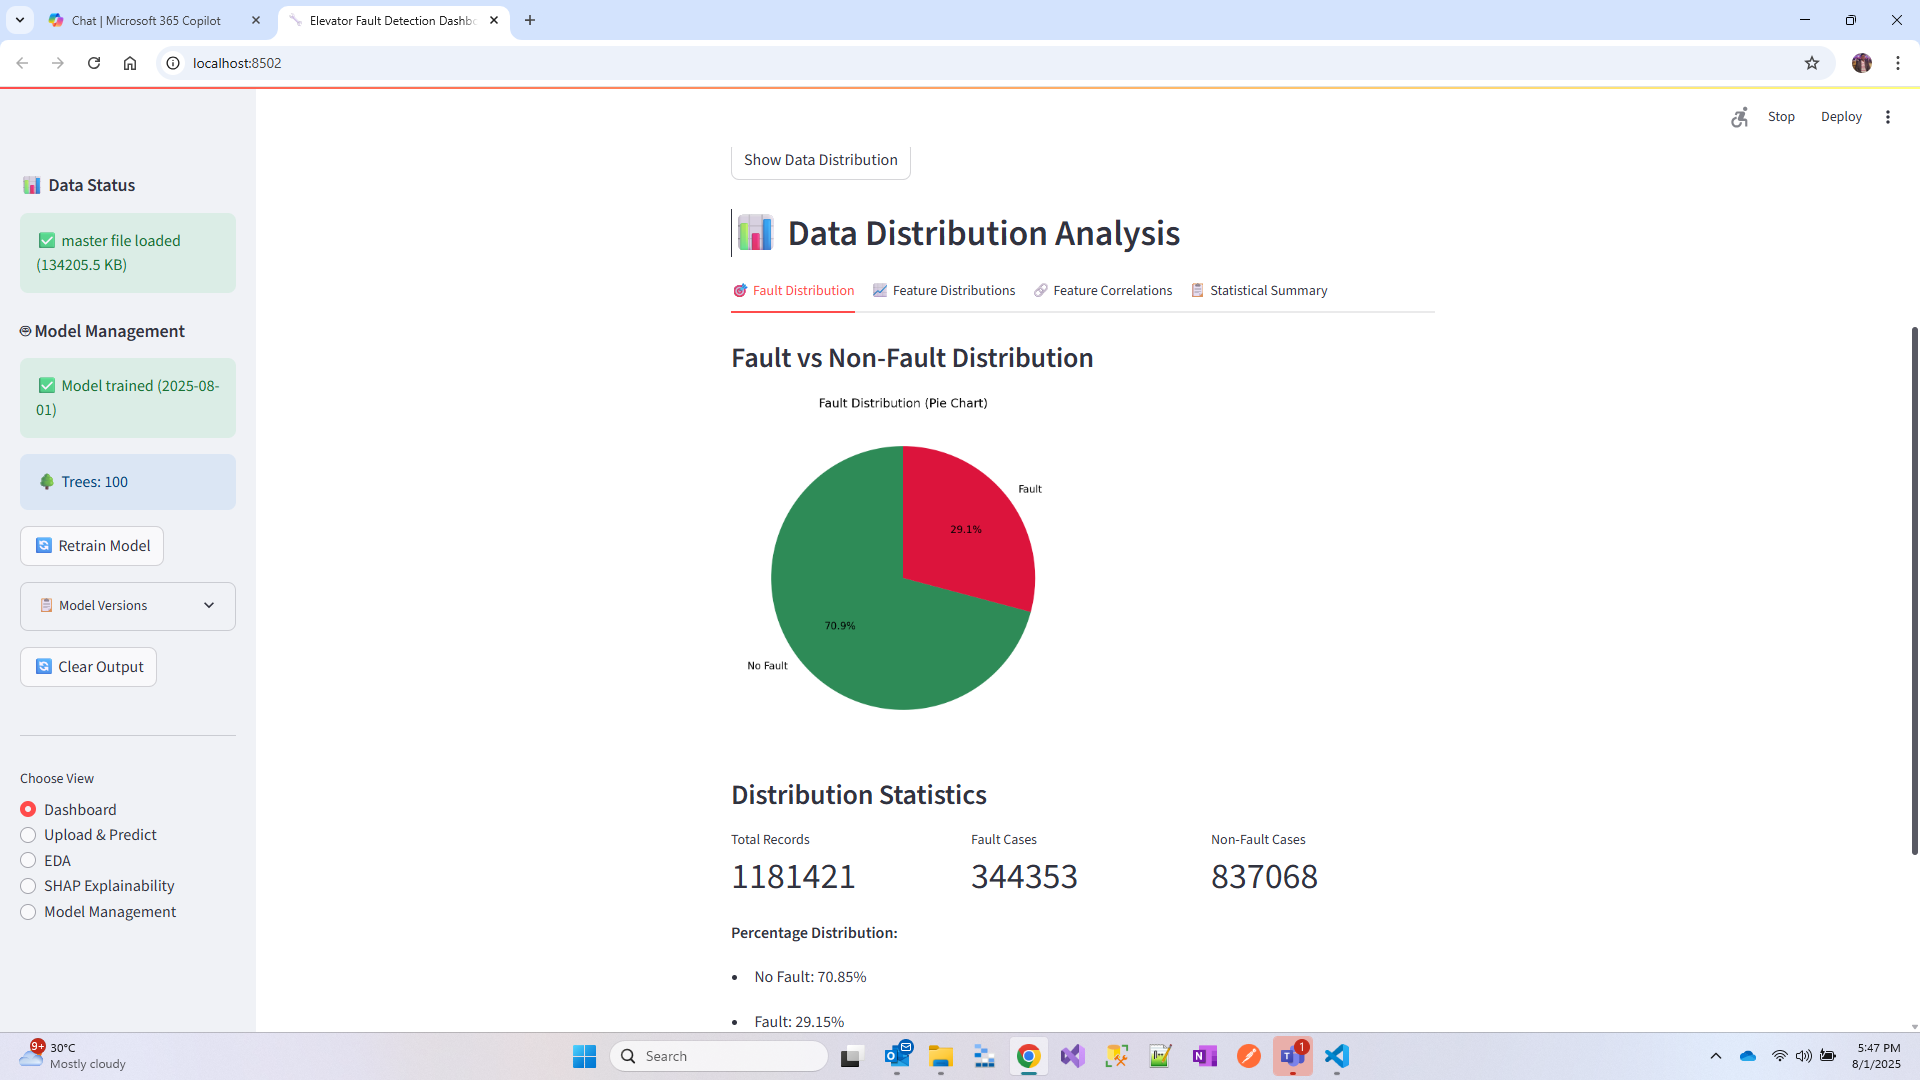 Chat | Microsoft 365 Copilot
Elevator Fault Detection Dashbo
localhost:8502
Stop
Deploy
Data Status
master file loaded
(134205.5 KB)
Model Management
Model trained (2025-08-
01)
Trees: 100
Retrain Model
Model Versions
Clear Output
Choose View
Dashboard
Upload & Predict
EDA
SHAP Explainability
Model Management
Show Data Distribution
Data Distribution Analysis
Fault Distribution
Feature Distributions
Feature Correlations
Statistical Summary
Fault vs Non-Fault Distribution
Fault Distribution (Pie Chart)
Fault
29.1%
70.9%
No Fault
Distribution Statistics
Total Records
Fault Cases
Non-Fault Cases
1181421
344353
837068
Percentage Distribution:
No Fault: 70.85%
Fault: 29.15%
9+
30°C
Mostly cloudy
Search
1
5:47 PM
8/1/2025